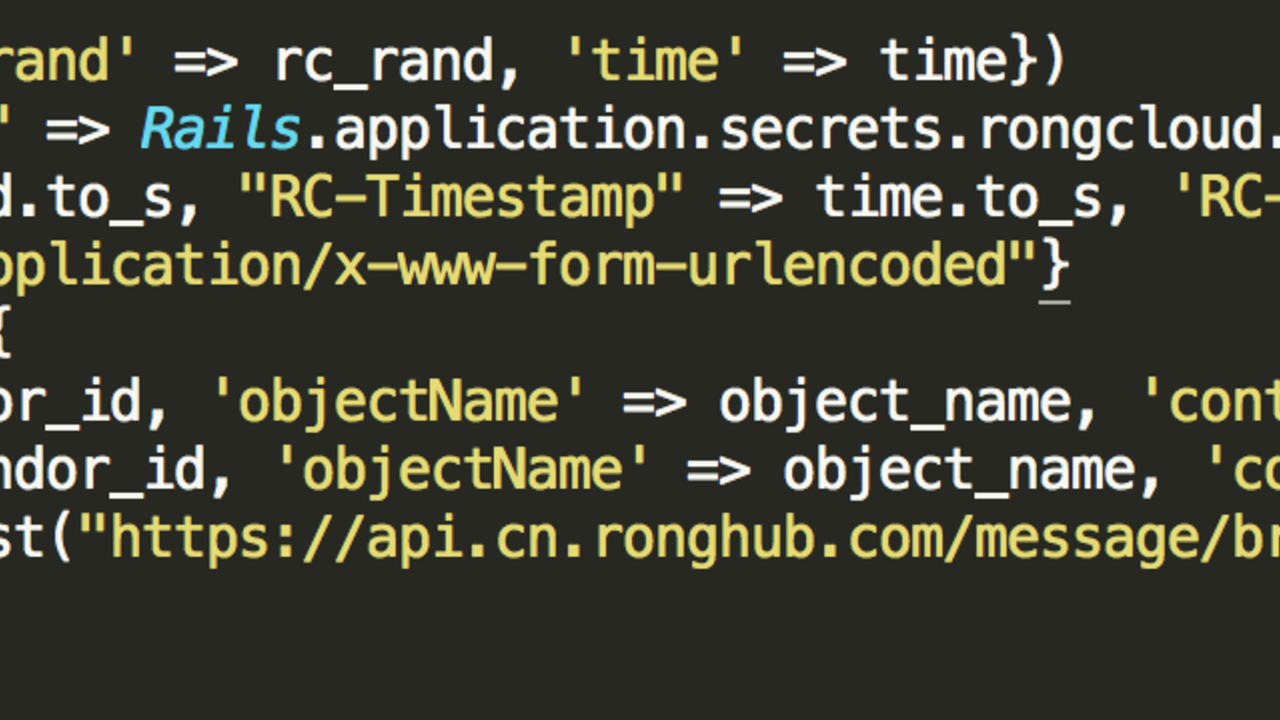 rand' => rc_rand, 'time' => time})
' => Rails.application.secrets.rongcloud.
d.to_s, "RC-Timestamp" => time.to_s, 'RC-
pplication/x-www-form-urlencoded"}
{
or_id, 'objectName' => object_name, 'cont
ndor_id, 'objectName' => object_name, 'co
st("https://api.cn.ronghub.com/message/br